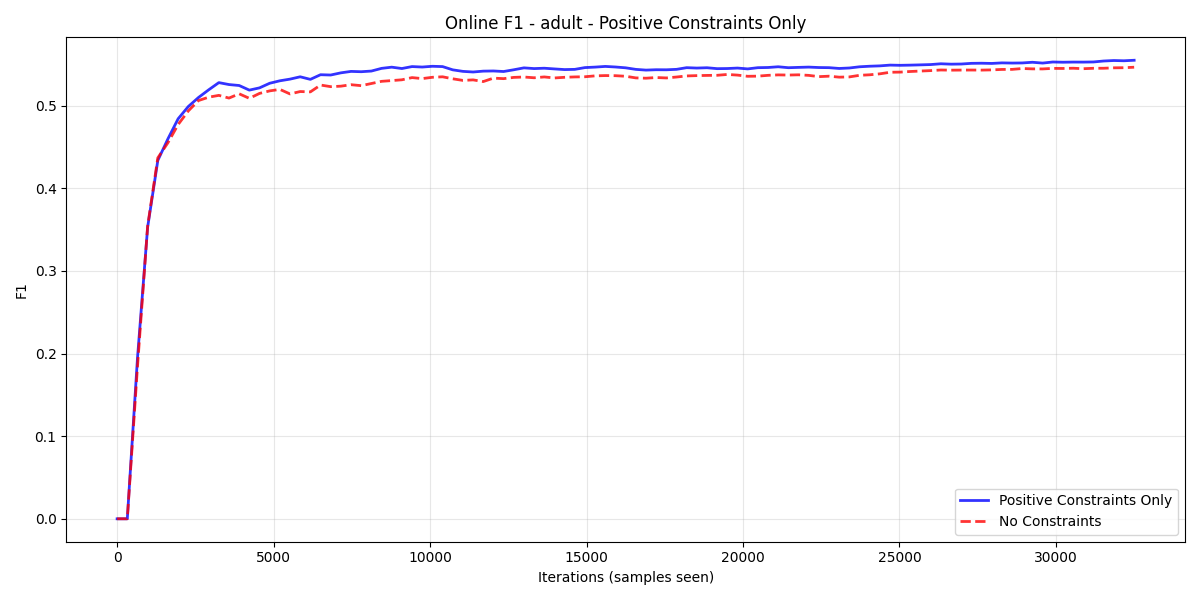 Online F1 - adult - Positive Constraints Only
F1
0.5
0.4
0.3
0.2
0.1
0.0
0 5000 10000 15000 20000 25000 30000
Iterations (samples seen)
Positive Constraints Only
No Constraints